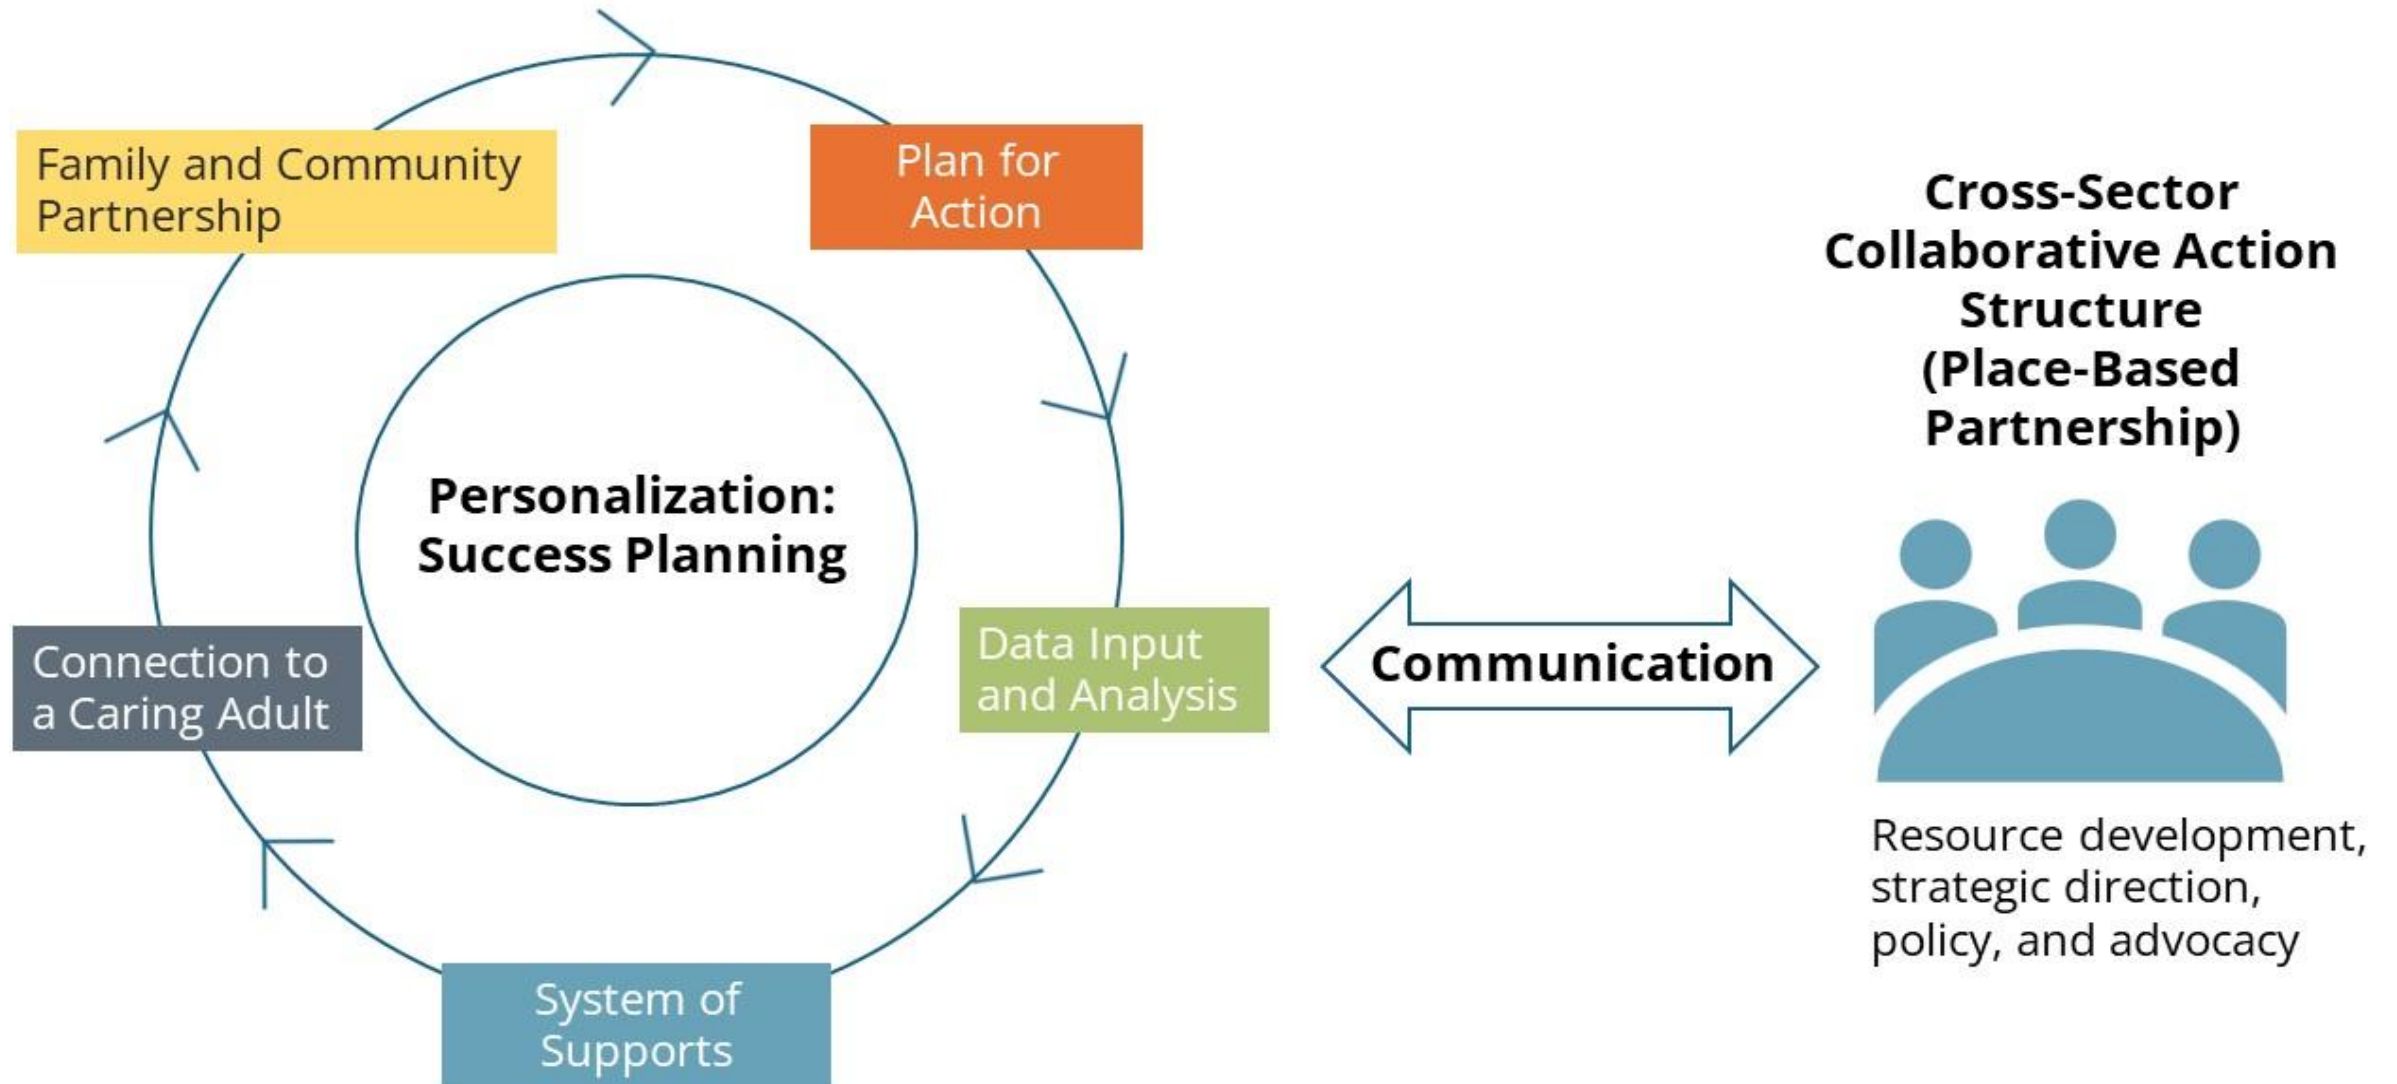 Family and Community
Partnership
Plan for
Action
Personalization:
Success Planning
Connection to
a Caring Adult
Data Input
and Analysis
System of
Supports
Communication
Cross-Sector
Collaborative Action
Structure
(Place-Based
Partnership)
Resource development,
strategic direction,
policy, and advocacy